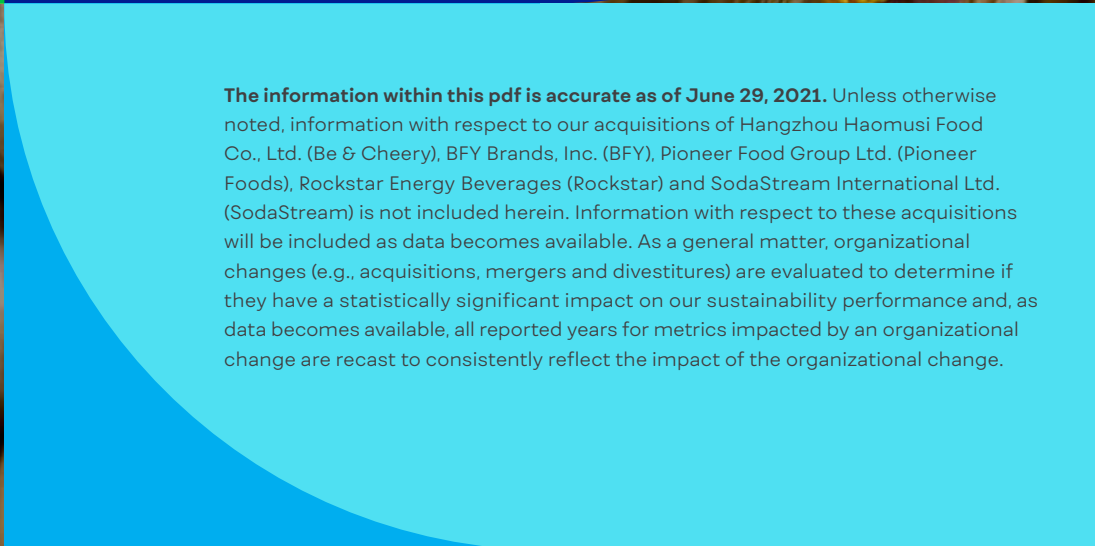 The information within this pdf is accurate as of June 29, 2021. Unless otherwise
noted, information with respect to our acquisitions of Hangzhou Haomusi Food
Co., Ltd. (Be & Cheery), BFY Brands, Inc. (BFY), Pioneer Food Group Ltd. (Pioneer
Foods), Rockstar Energy Beverages (Rockstar) and SodaStream International Ltd.
(SodaStream) is not included herein. Information with respect to these acquisitions
will be included as data becomes available. As a general matter, organizational
changes (e.g., acquisitions, mergers and divestitures) are evaluated to determine if
they have a statistically significant impact on our sustainability performance and, as
data becomes available, all reported years for metrics impacted by an organizational
change are recast to consistently reflect the impact of the organizational change.